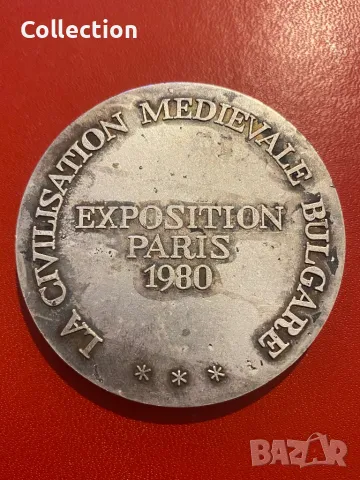 Collection
LA CIVILISATION MEDIEVALE BULGARE
EXPOSITION
PARIS
1980
* * *
BAZAR